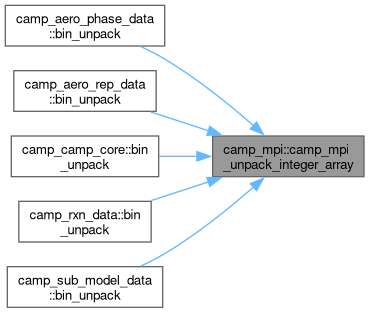 camp_aero_phase_data
::bin_unpack
camp_aero_rep_data
::bin_unpack
camp_camp_core::bin
_unpack
camp_mpi::camp_mpi
_unpack_integer_array
camp_rxn_data::bin
_unpack
camp_sub_model_data
::bin_unpack